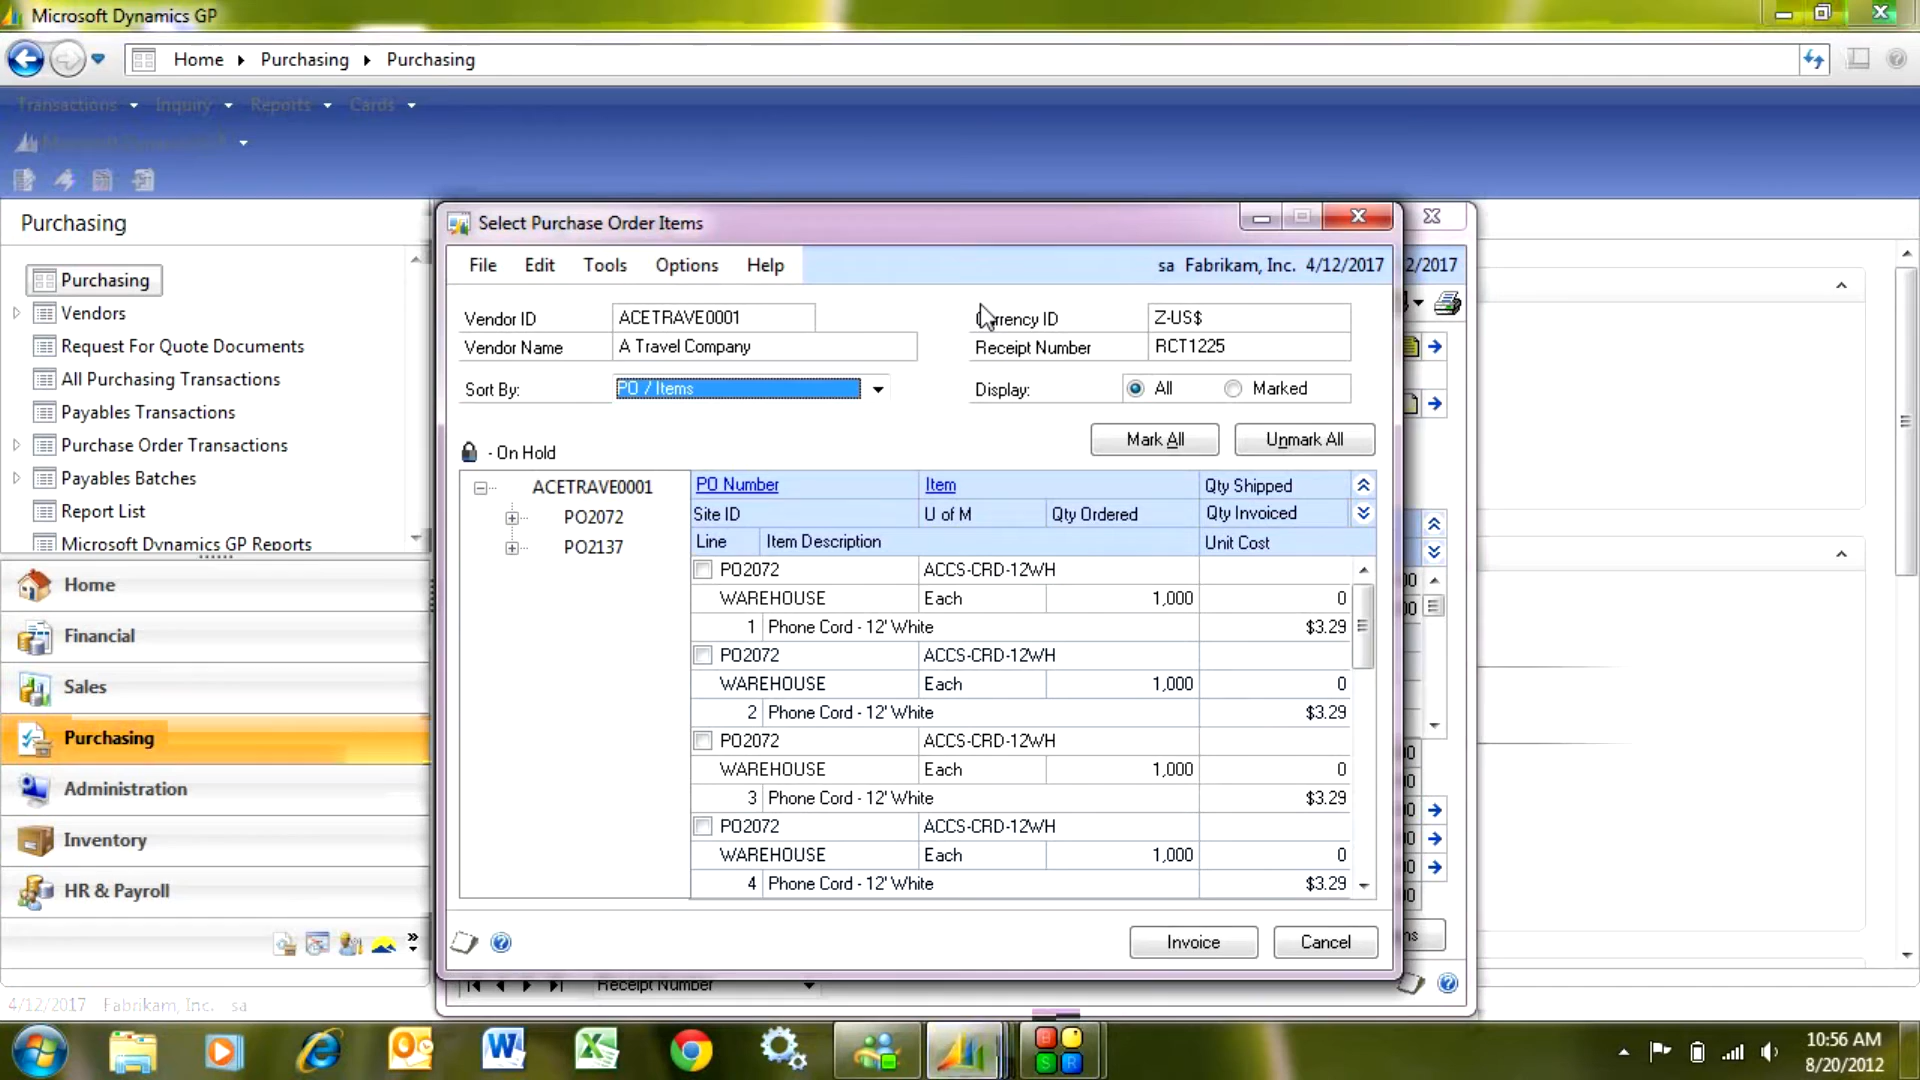 Microsoft Dynamics GP
Home Purchasing Purchasing
Transactions Inquiry Reports Cards
Microsoft Dynamics GP
Purchasing
Purchasing
Vendors
Request For Quote Documents
All Purchasing Transactions
Payables Transactions
Purchase Order Transactions
Payables Batches
Report List
Microsoft Dynamics GP Reports
Home
Financial
Sales
Purchasing
Administration
Inventory
HR & Payroll
4/12/2017 Fabrikam, Inc. sa
Select Purchase Order Items
File Edit Tools Options Help
sa Fabrikam, Inc. 4/12/2017
2/2017
Vendor ID ACETRAVE0001 Currency ID Z-US$
Vendor Name A Travel Company Receipt Number RCT1225
Sort By: PO / Items Display: All Marked
Mark All Unmark All
- On Hold
ACETRAVE0001
PO2072
PO2137
PO Number Item Qty Shipped
Site ID U of M Qty Ordered Qty Invoiced
Line Item Description Unit Cost
PO2072 ACCS-CRD-12WH
WAREHOUSE Each 1,000 0
1 Phone Cord - 12' White $3.29
PO2072 ACCS-CRD-12WH
WAREHOUSE Each 1,000 0
2 Phone Cord - 12' White $3.29
PO2072 ACCS-CRD-12WH
WAREHOUSE Each 1,000 0
3 Phone Cord - 12' White $3.29
PO2072 ACCS-CRD-12WH
WAREHOUSE Each 1,000 0
4 Phone Cord - 12' White $3.29
Invoice Cancel
Receipt Number
10:56 AM
8/20/2012